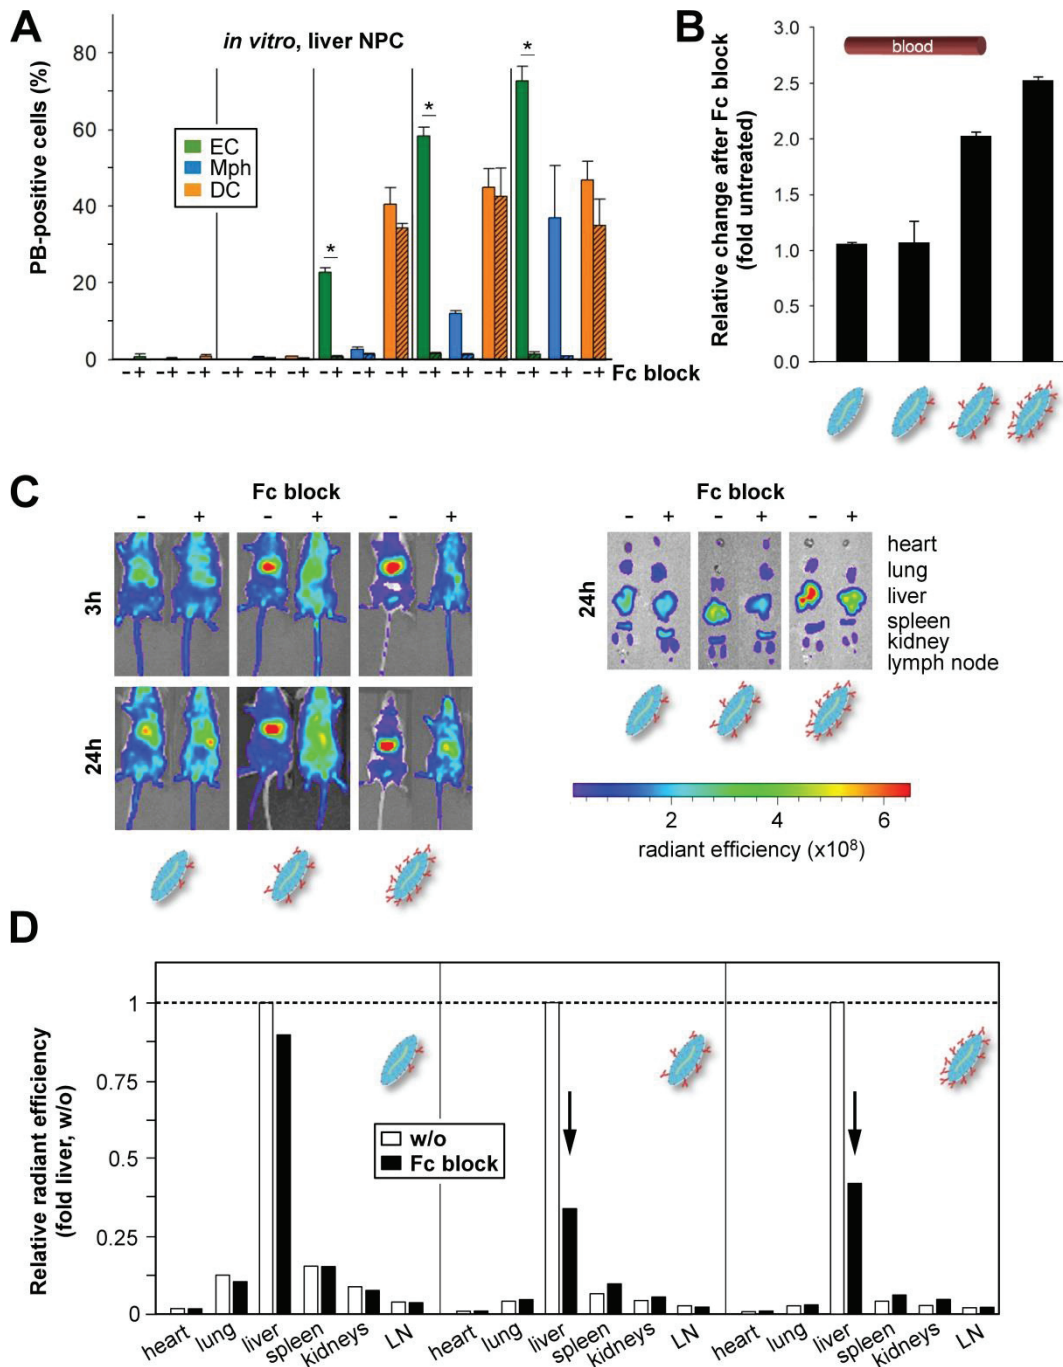 A
in vitro, liver NPC
PB-positive cells (%)
80
60
40
20
0
EC
Mph
DC
*
*
*
-+ -+ -+ -+ -+ -+ -+ -+ -+ -+ -+ -+ -+ -+ -+ Fc block
B
blood
Relative change after Fc block
(fold untreated)
3.0
2.5
2.0
1.5
1.0
0.5
0.0
C
Fc block
- + - + - +
3h
24h
Fc block
- + - + - +
24h
heart
lung
liver
spleen
kidney
lymph node
2 4 6
radiant efficiency (x10⁸)
D
Relative radiant efficiency
(fold liver, w/o)
1
0.75
0.5
0.25
0
w/o
Fc block
heart lung liver spleen kidneys LN heart lung liver spleen kidneys LN heart lung liver spleen kidneys LN